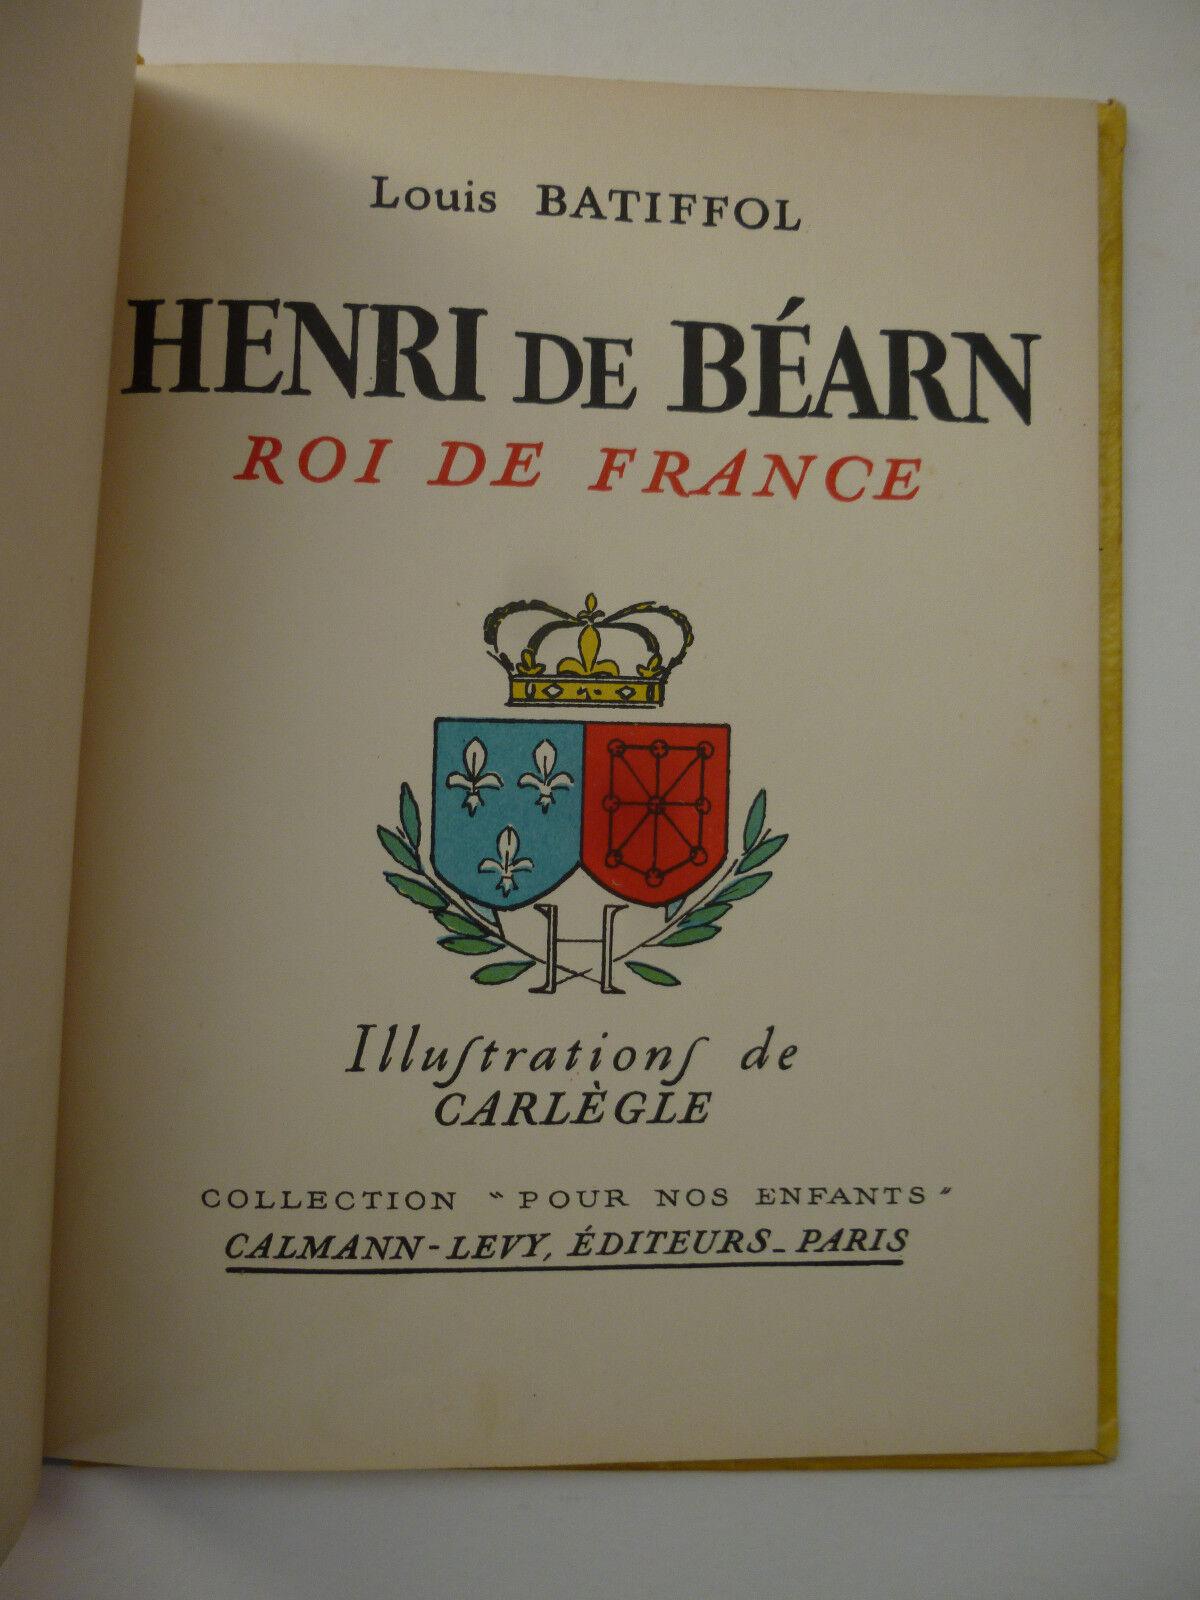 Louis BATIFFOL
HENRI DE BÉARN
ROI DE FRANCE
H
Illuſtrationſ de
CARLÈGLE
COLLECTION "POUR NOS ENFANTS"
CALMANN-LEVY, ÉDITEURS_PARIS